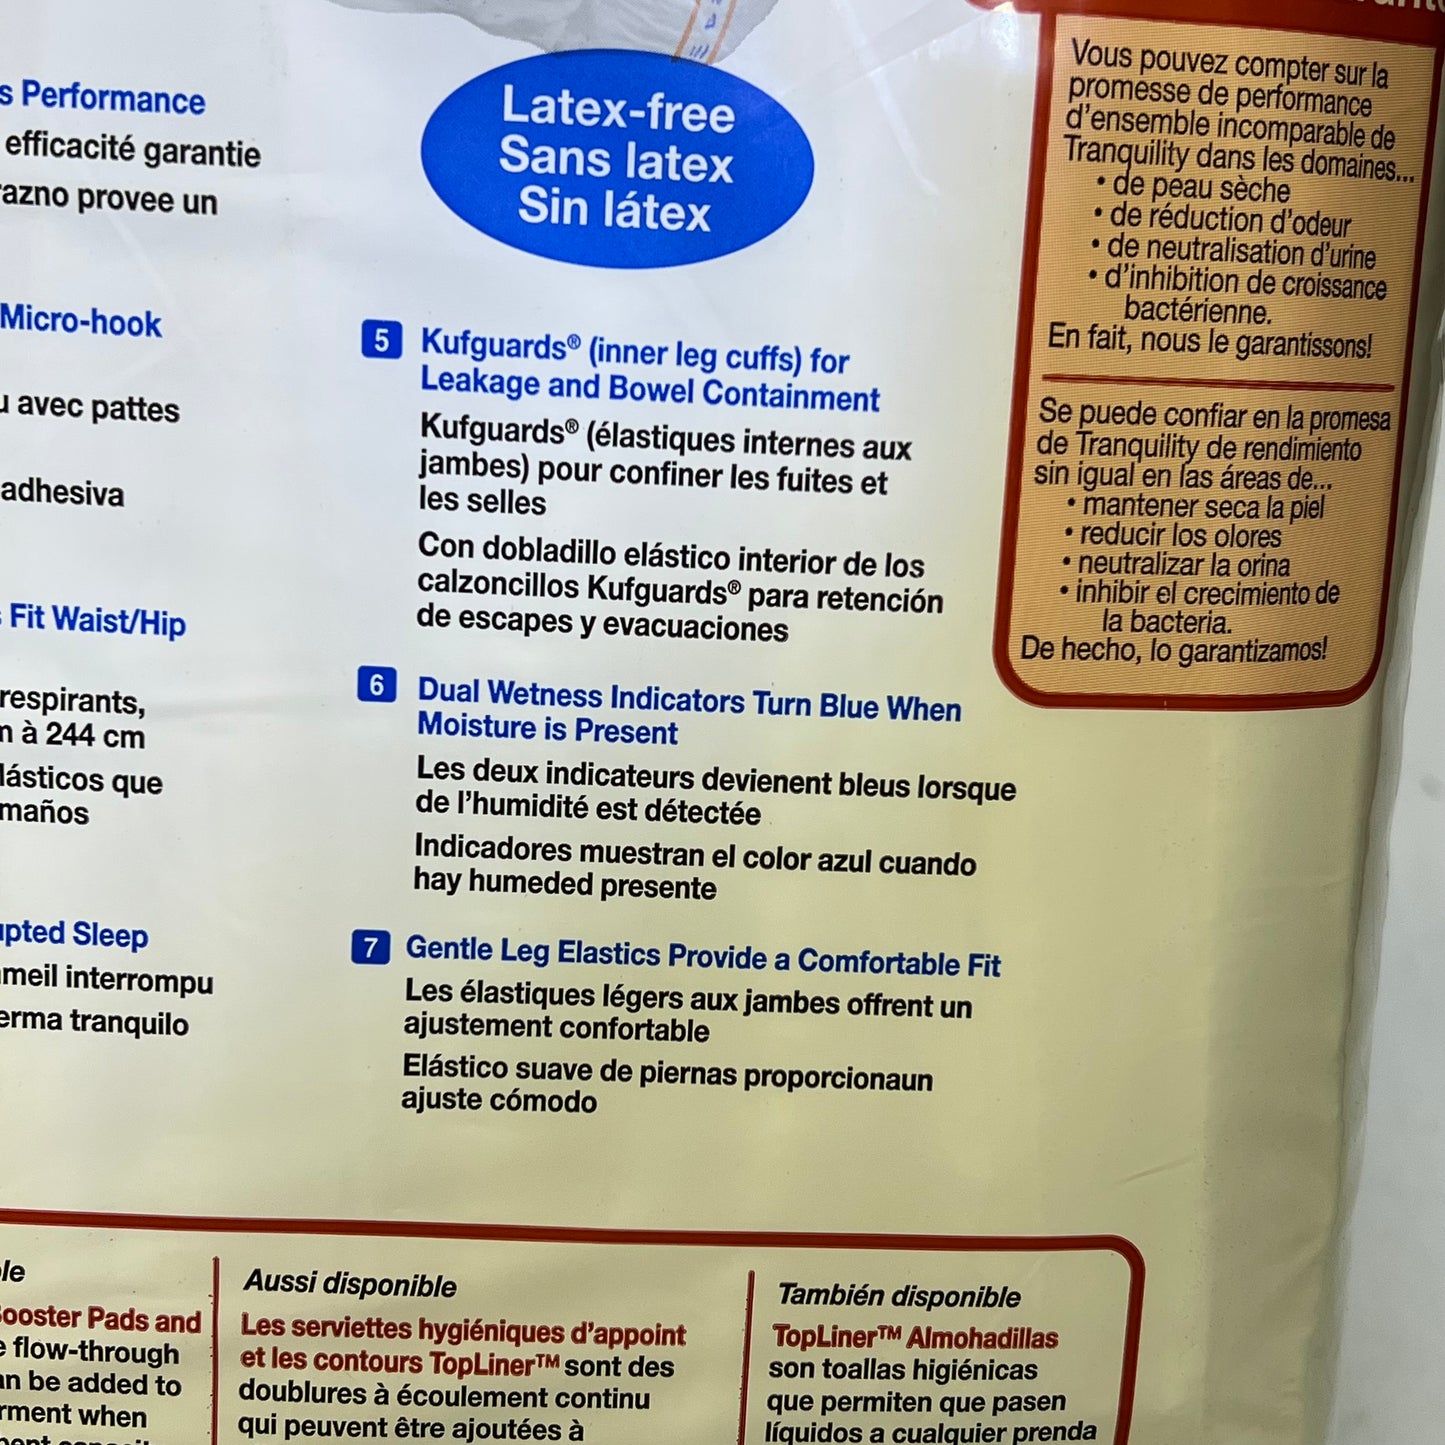 Performance
efficacité garantie
provee un
Micro-hook
avec pattes
adhesiva
Fit Waist/Hip
respirants,
à 244 cm
que
Sleep
interrompu
tranquilo
Latex-free
Sans latex
Sin látex
5 Kufguards® (inner leg cuffs) for
Leakage and Bowel Containment
Kufguards® (élastiques internes aux
jambes) pour confiner les fuites et
les selles
Con dobladillo elástico interior de los
calzoncillos Kufguards® para retención
de escapes y evacuaciones
6 Dual Wetness Indicators Turn Blue When
Moisture is Present
Les deux indicateurs devienent bleus lorsque
de l'humidité est détectée
Indicadores muestran el color azul cuando
hay humeded presente
7 Gentle Leg Elastics Provide a Comfortable Fit
Les élastiques légers aux jambes offrent un
ajustement confortable
Elástico suave de piernas proporcionaun
ajuste cómodo
Vous pouvez compter sur la
promesse de performance
d'ensemble incomparable de
Tranquility dans les domaines...
• de peau sèche
• de réduction d'odeur
• de neutralisation d'urine
• d'inhibition de croissance
bactérienne.
En fait, nous le garantissons!
Se puede confiar en la promesa
de Tranquility de rendimiento
sin igual en las áreas de...
• mantener seca la piel
• reducir los olores
• neutralizar la orina
• inhibir el crecimiento de
la bacteria.
De hecho, lo garantizamos!
Pads and
flow-through
be added to
when
Aussi disponible
Les serviettes hygiéniques d'appoint
et les contours TopLiner™ sont des
doublures à écoulement continu
qui peuvent être ajoutées à
También disponible
TopLiner™ Almohadillas
son toallas higiénicas
que permiten que pasen
líquidos a cualquier prenda